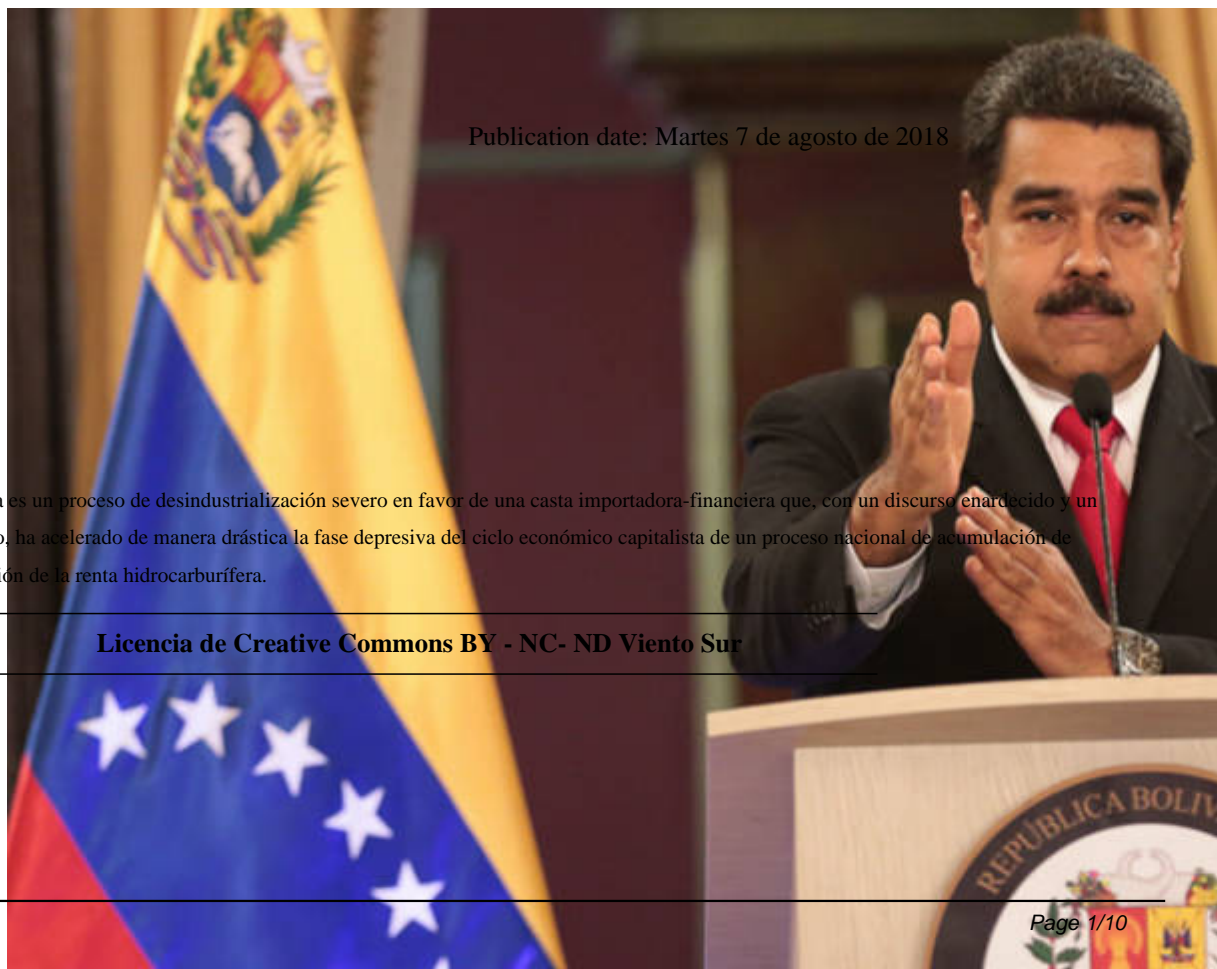 Publication date: Martes 7 de agosto de 2018
es un proceso de desindustrialización severo en favor de una casta importadora-financiera que, con un discurso enardecido y un
, ha acelerado de manera drástica la fase depresiva del ciclo económico capitalista de un proceso nacional de acumulación de
de la renta hidrocarburífera.
Licencia de Creative Commons BY - NC- ND Viento Sur
REPÚBLICA BOLIV
Page 1/10